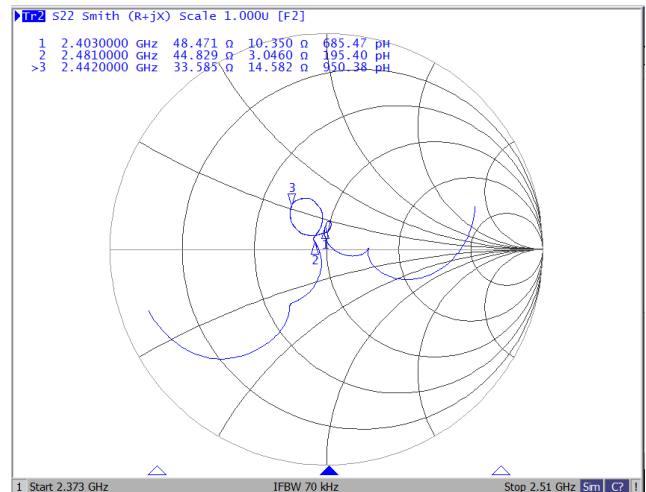 Tr2 S22 Smith (R+jX) Scale 1.000U [F2]
1 2.4030000 GHz 48.471 Ω 10.350 Ω 685.47 pH
2 2.4810000 GHz 44.829 Ω 3.0460 Ω 195.40 pH
>3 2.4420000 GHz 33.585 Ω 14.582 Ω 950.38 pH
3
1
2
1 Start 2.373 GHz IFBW 70 kHz Stop 2.51 GHz Sim C? !